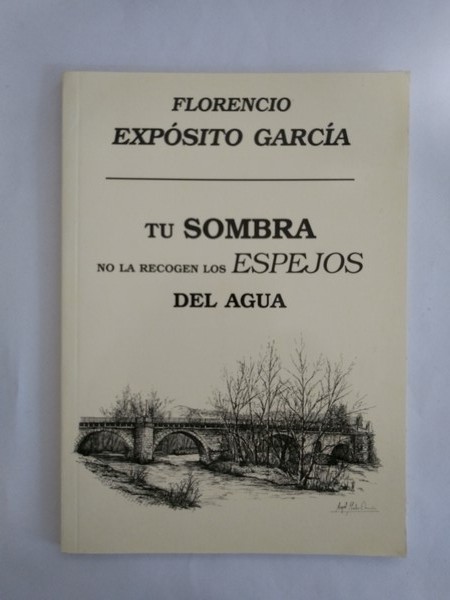 FLORENCIO
EXPÓSITO GARCÍA
TU SOMBRA
NO LA RECOGEN LOS ESPEJOS
DEL AGUA